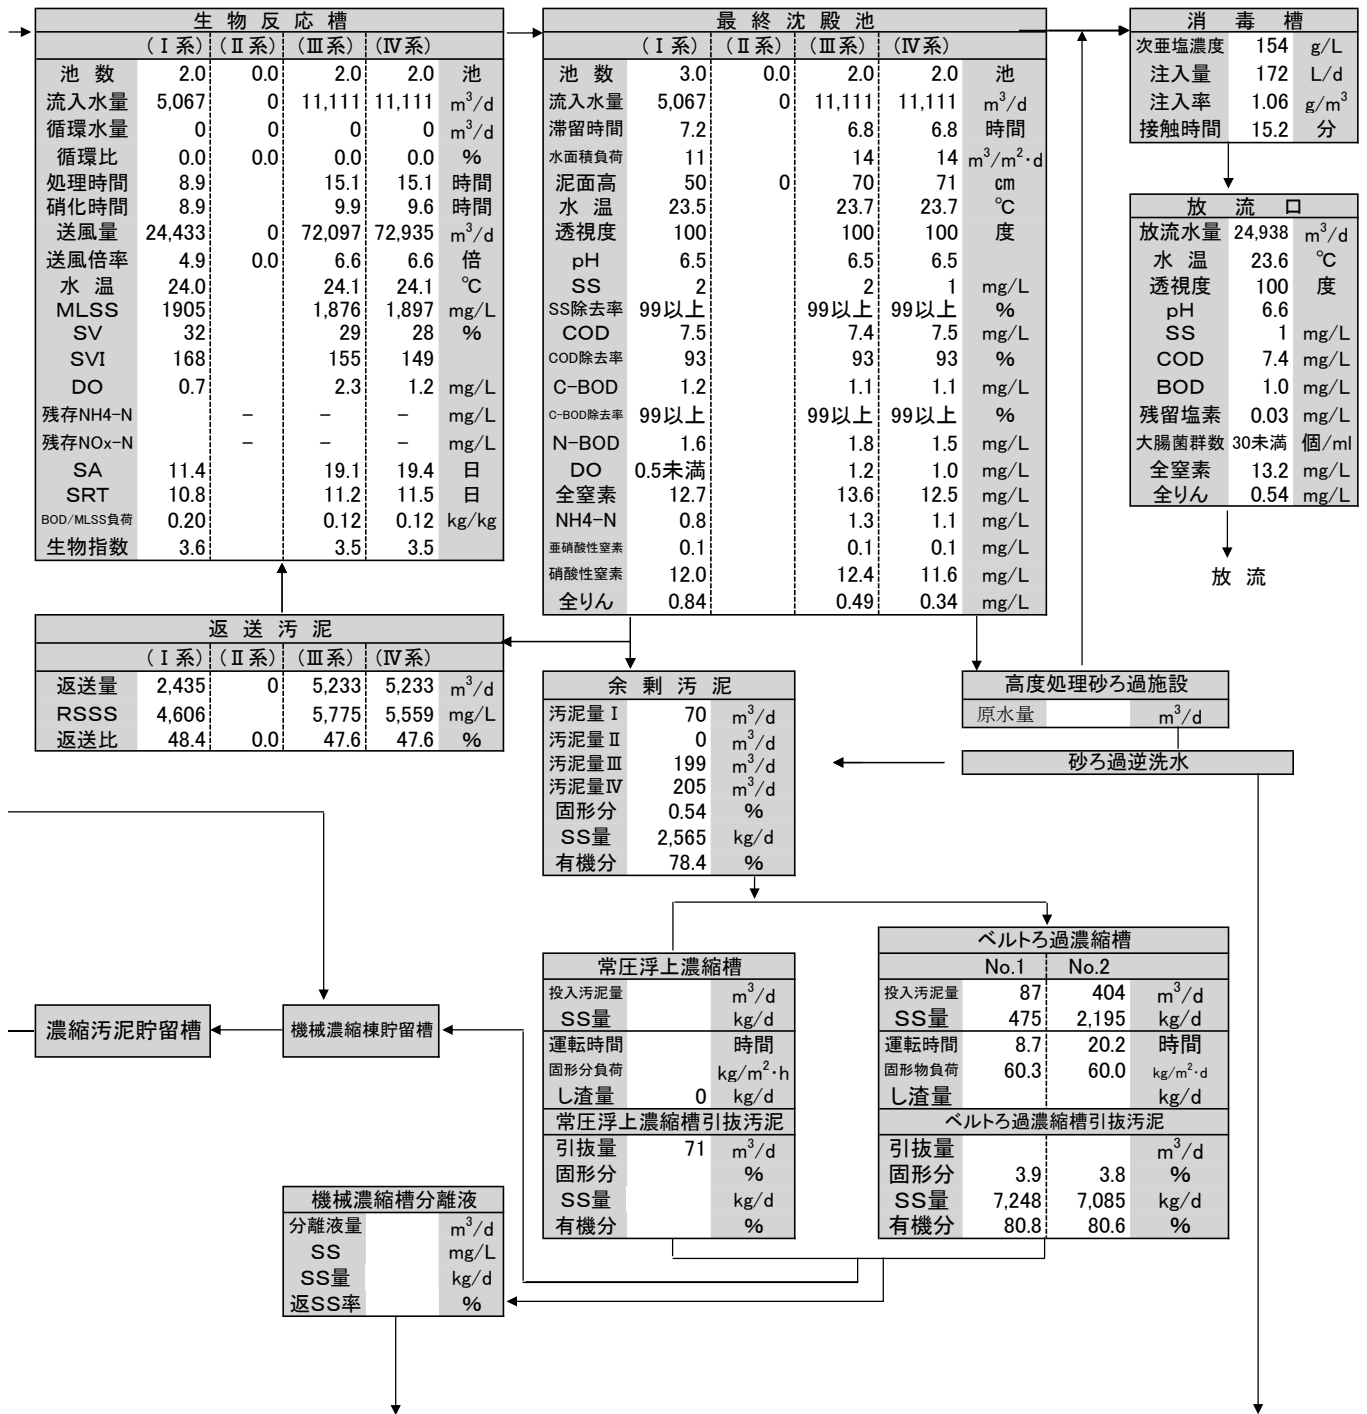 生 物 反 応 槽
（Ⅰ系） （Ⅱ系） （Ⅲ系） （Ⅳ系）
池 数 2.0 0.0 2.0 2.0 池
流入水量 5,067 0 11,111 11,111 m³/d
循環水量 0 0 0 0 m³/d
循環比 0.0 0.0 0.0 0.0 %
処理時間 8.9 15.1 15.1 時間
硝化時間 8.9 9.9 9.6 時間
送風量 24,433 0 72,097 72,935 m³/d
送風倍率 4.9 0.0 6.6 6.6 倍
水 温 24.0 24.1 24.1 ℃
MLSS 1905 1,876 1,897 mg/L
SV 32 29 28 %
SVI 168 155 149
DO 0.7 2.3 1.2 mg/L
残存NH4-N － － － mg/L
残存NOx-N － － － mg/L
SA 11.4 19.1 19.4 日
SRT 10.8 11.2 11.5 日
BOD/MLSS負荷 0.20 0.12 0.12 kg/kg
生物指数 3.6 3.5 3.5
最 終 沈 殿 池
（Ⅰ系） （Ⅱ系） （Ⅲ系） （Ⅳ系）
池 数 3.0 0.0 2.0 2.0 池
流入水量 5,067 0 11,111 11,111 m³/d
滞留時間 7.2 6.8 6.8 時間
水面積負荷 11 14 14 m³/m²・d
泥面高 50 0 70 71 ㎝
水 温 23.5 23.7 23.7 ℃
透視度 100 100 100 度
pH 6.5 6.5 6.5
SS 2 2 1 mg/L
SS除去率 99以上 99以上 99以上 %
COD 7.5 7.4 7.5 mg/L
COD除去率 93 93 93 %
C-BOD 1.2 1.1 1.1 mg/L
C-BOD除去率 99以上 99以上 99以上 %
N-BOD 1.6 1.8 1.5 mg/L
DO 0.5未満 1.2 1.0 mg/L
全窒素 12.7 13.6 12.5 mg/L
NH4-N 0.8 1.3 1.1 mg/L
亜硝酸性窒素 0.1 0.1 0.1 mg/L
硝酸性窒素 12.0 12.4 11.6 mg/L
全りん 0.84 0.49 0.34 mg/L
消 毒 槽
次亜塩濃度 154 g/L
注入量 172 L/d
注入率 1.06 g/m³
接触時間 15.2 分
放 流 口
放流水量 24,938 m³/d
水 温 23.6 ℃
透視度 100 度
pH 6.6
SS 1 mg/L
COD 7.4 mg/L
BOD 1.0 mg/L
残留塩素 0.03 mg/L
大腸菌群数 30未満 個/ml
全窒素 13.2 mg/L
全りん 0.54 mg/L
放 流
返 送 汚 泥
（Ⅰ系） （Ⅱ系） （Ⅲ系） （Ⅳ系）
返送量 2,435 0 5,233 5,233 m³/d
RSSS 4,606 5,775 5,559 mg/L
返送比 48.4 0.0 47.6 47.6 %
余 剰 汚 泥
汚泥量Ⅰ 70 m³/d
汚泥量Ⅱ 0 m³/d
汚泥量Ⅲ 199 m³/d
汚泥量Ⅳ 205 m³/d
固形分 0.54 %
SS量 2,565 kg/d
有機分 78.4 %
高度処理砂ろ過施設
原水量 m³/d
砂ろ過逆洗水
濃縮汚泥貯留槽
機械濃縮棟貯留槽
常圧浮上濃縮槽
投入汚泥量 m³/d
SS量 kg/d
運転時間 時間
固形分負荷 kg/m²・h
し渣量 0 kg/d
常圧浮上濃縮槽引抜汚泥
引抜量 71 m³/d
固形分 %
SS量 kg/d
有機分 %
ベルトろ過濃縮槽
No.1 No.2
投入汚泥量 87 404 m³/d
SS量 475 2,195 kg/d
運転時間 8.7 20.2 時間
固形物負荷 60.3 60.0 kg/m²・d
し渣量 kg/d
ベルトろ過濃縮槽引抜汚泥
引抜量 m³/d
固形分 3.9 3.8 %
SS量 7,248 7,085 kg/d
有機分 80.8 80.6 %
機械濃縮槽分離液
分離液量 m³/d
SS mg/L
SS量 kg/d
返SS率 %